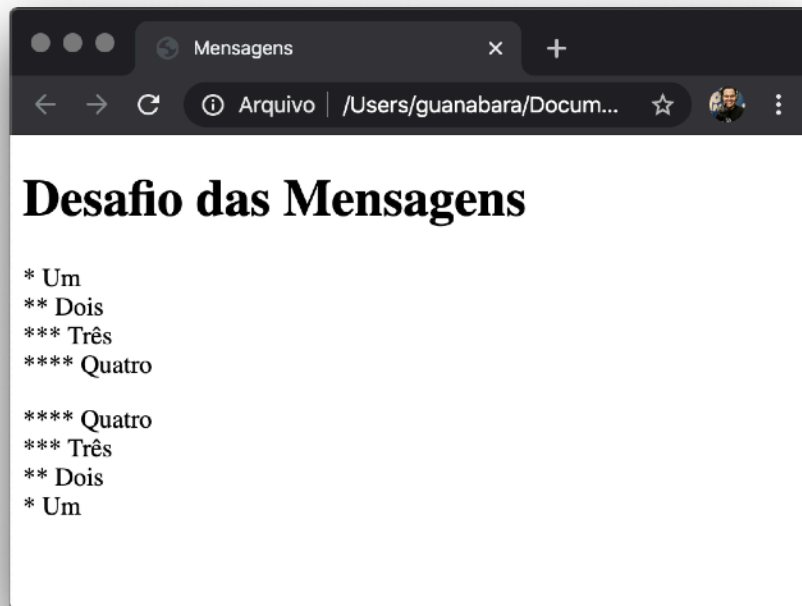 Mensagens
Arquivo /Users/guanabara/Docum...
Desafio das Mensagens
* Um
** Dois
*** Três
**** Quatro
**** Quatro
*** Três
** Dois
* Um